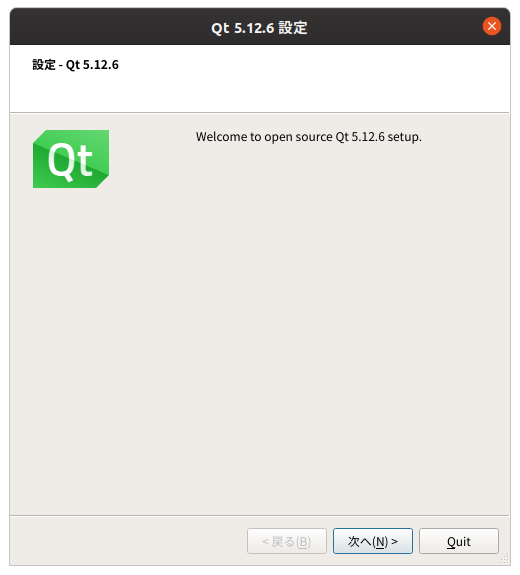 Qt 5.12.6 設定
設定 - Qt 5.12.6
Qt
Welcome to open source Qt 5.12.6 setup.
< 戻る(B)
次へ(N) >
Quit